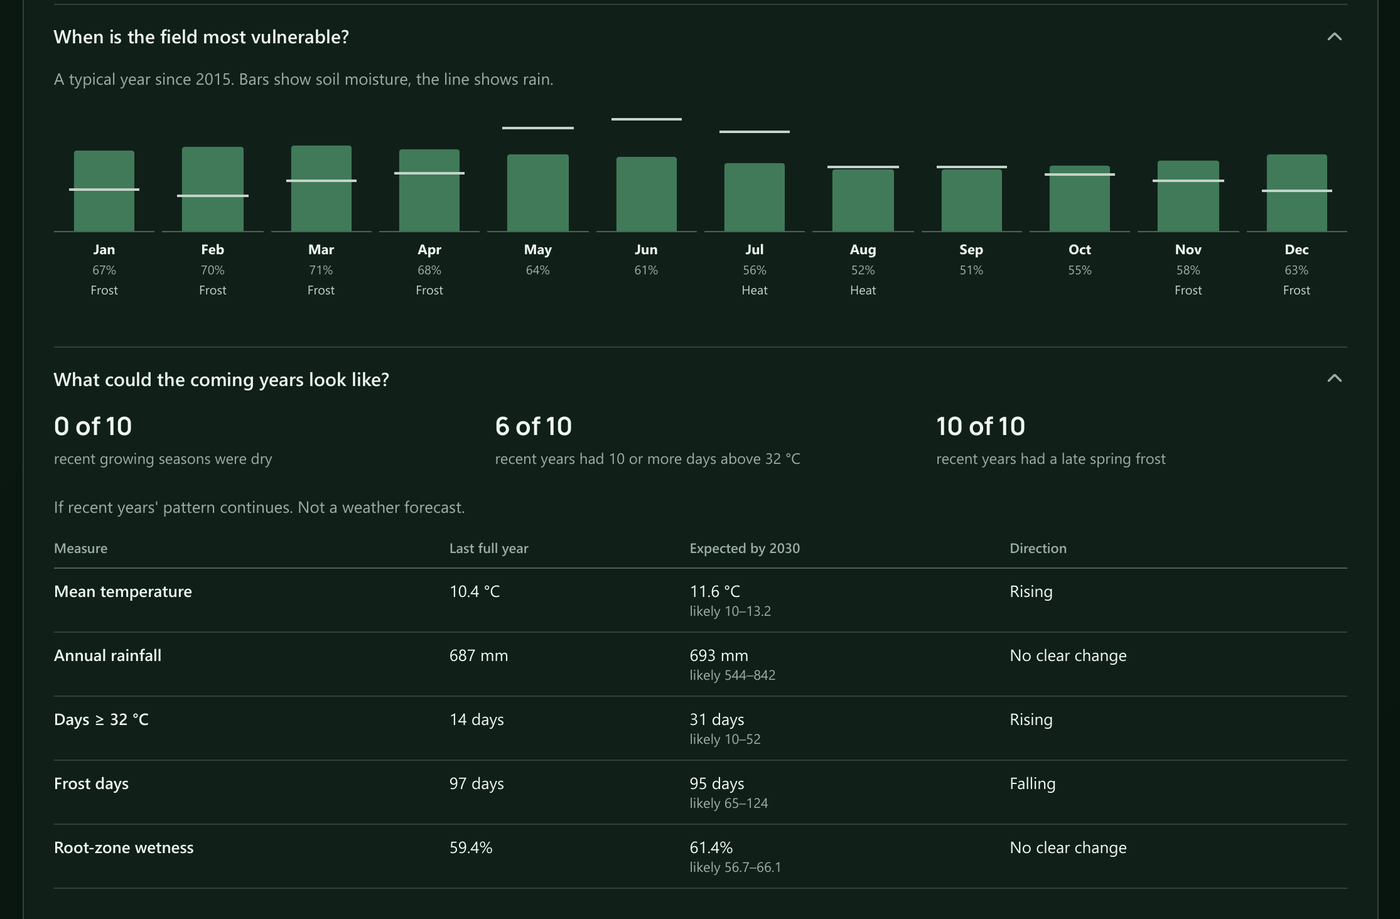 When is the field most vulnerable?
A typical year since 2015. Bars show soil moisture, the line shows rain.
Jan Feb Mar Apr May Jun Jul Aug Sep Oct Nov Dec
67% 70% 71% 68% 64% 61% 56% 52% 51% 55% 58% 63%
Frost Frost Frost Frost Heat Heat Frost Frost
What could the coming years look like?
0 of 10 6 of 10 10 of 10
recent growing seasons were dry recent years had 10 or more days above 32 °C recent years had a late spring frost
If recent years' pattern continues. Not a weather forecast.
Measure Last full year Expected by 2030 Direction
Mean temperature 10.4 °C 11.6 °C Rising
likely 10–13.2
Annual rainfall 687 mm 693 mm No clear change
likely 544–842
Days ≥ 32 °C 14 days 31 days Rising
likely 10–52
Frost days 97 days 95 days Falling
likely 65–124
Root-zone wetness 59.4% 61.4% No clear change
likely 56.7–66.1